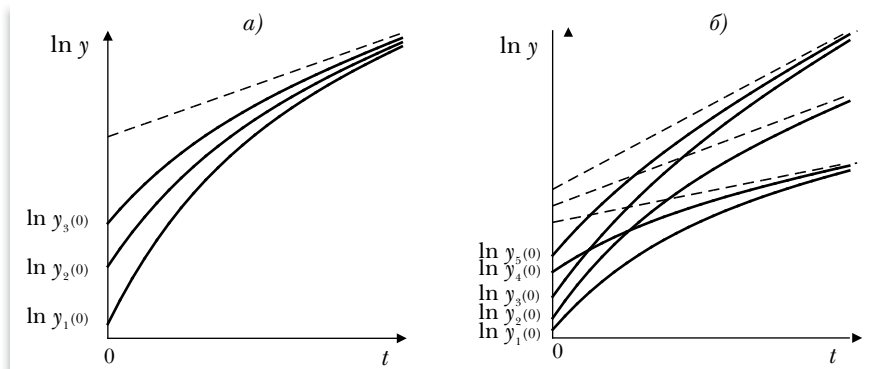 а)
ln y
ln y₃(0)
ln y₂(0)
ln y₁(0)
0
t
б)
ln y
ln y₅(0)
ln y₄(0)
ln y₃(0)
ln y₂(0)
ln y₁(0)
0
t